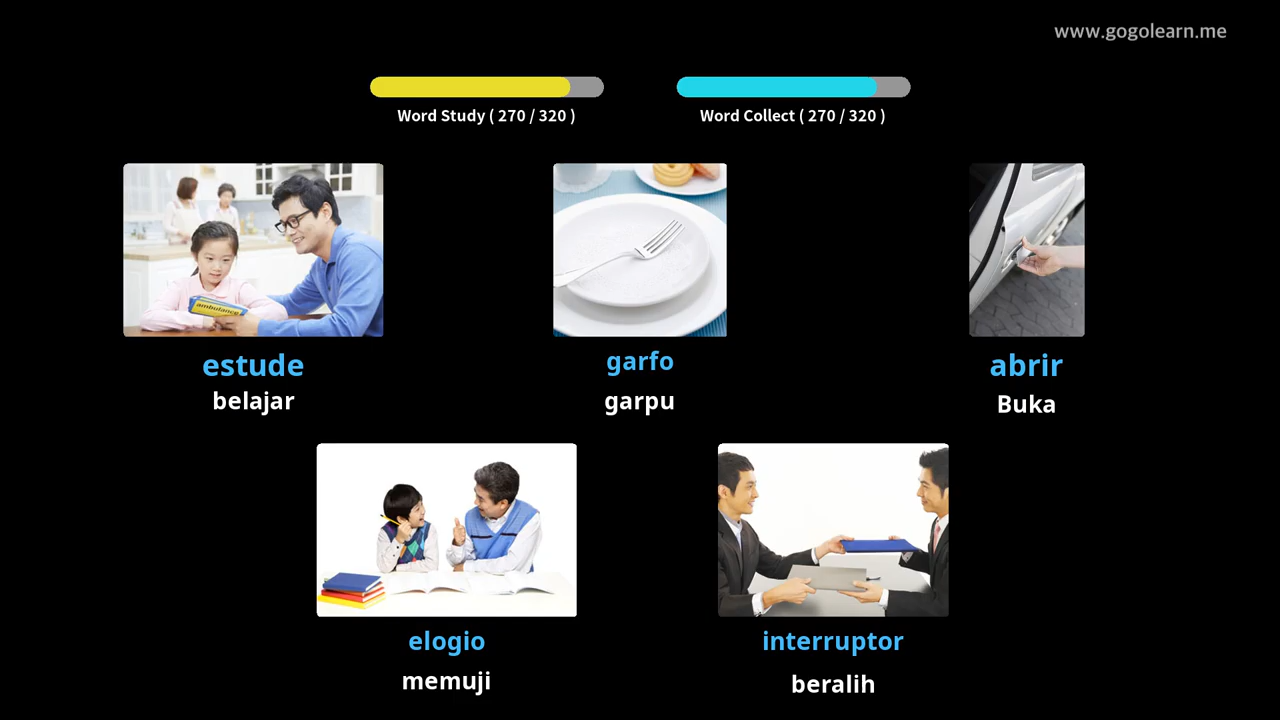 www.gogolearn.me
Word Study ( 270 / 320 )
Word Collect ( 270 / 320 )
ambulance
estude
belajar
garfo
garpu
abrir
Buka
elogio
memuji
interruptor
beralih